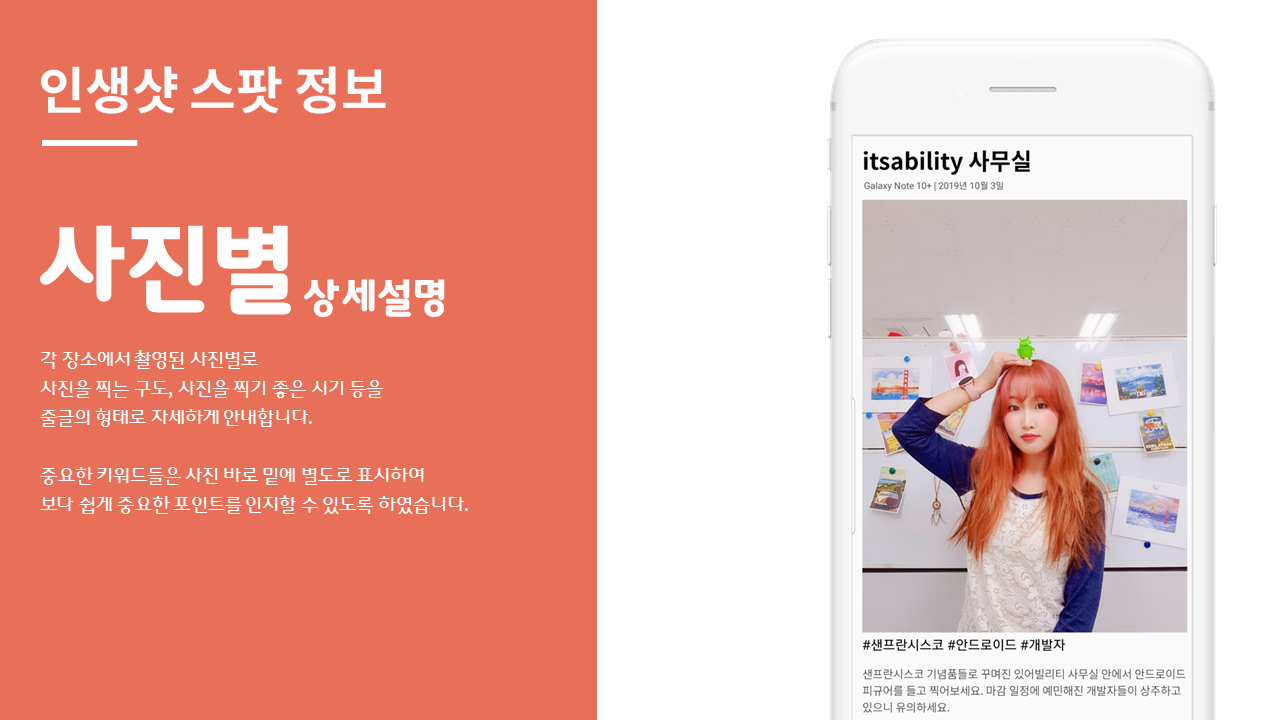 인생샷 스팟 정보
사진별 상세설명
각 장소에서 촬영된 사진별로
사진을 찍는 구도, 사진을 찍기 좋은 시기 등을
줄글의 형태로 자세하게 안내합니다.
중요한 키워드들은 사진 바로 밑에 별도로 표시하여
보다 쉽게 중요한 포인트를 인지할 수 있도록 하였습니다.
itsability 사무실
Galaxy Note 10+ | 2019년 10월 3일
#샌프란시스코 #안드로이드 #개발자
샌프란시스코 기념품들로 꾸며진 있어빌리티 사무실 안에서 안드로이드
피규어를 들고 찍어보세요. 마감 일정에 예민해진 개발자들이 상주하고
있으니 유의하세요.